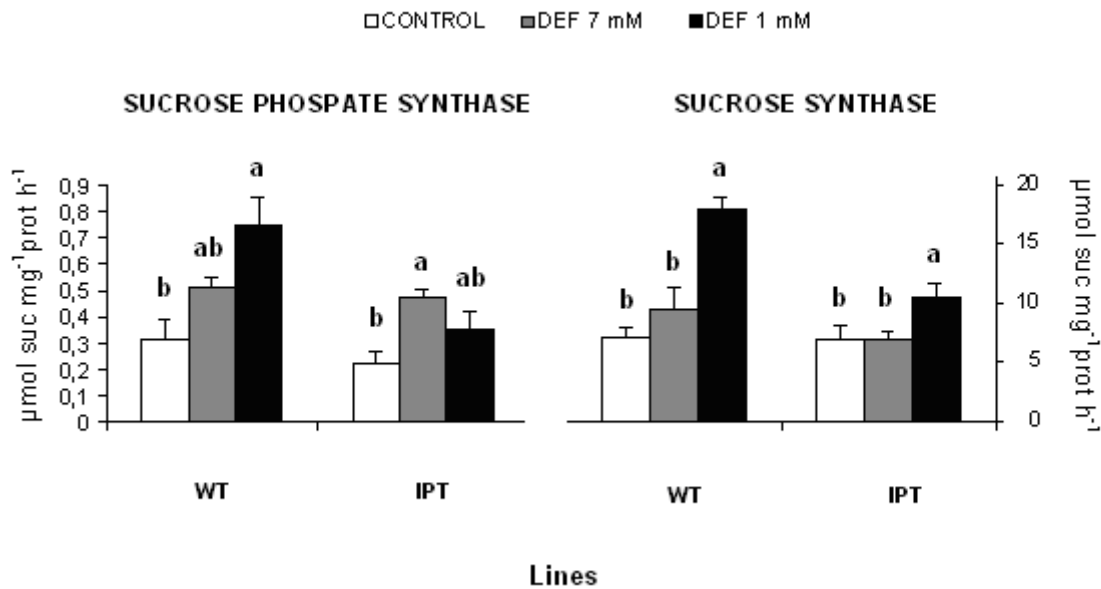 CONTROL DEF 7 mM DEF 1 mM
SUCROSE PHOSPATE SYNTHASE
SUCROSE SYNTHASE
µmol suc mg⁻¹prot h⁻¹
0,9
0,8
0,7
0,6
0,5
0,4
0,3
0,2
0,1
0
b ab a
b a ab
b b a
b b a
20
15
10
5
0
µmol suc mg⁻¹prot h⁻¹
WT IPT
WT IPT
Lines